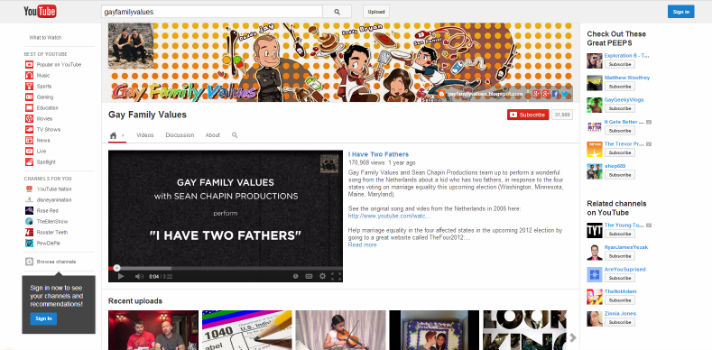 YouTube
gayfamilyvalues
Upload
Sign in
What to Watch
BEST OF YOUTUBE
Popular on YouTube
Music
Sports
Gaming
Education
Movies
TV Shows
News
Live
Spotlight
CHANNELS FOR YOU
YouTube Nation
disneyanimation
Rose Red
TheEllenShow
Rooster Teeth
PewDiePie
Browse channels
Sign in now to see
your channels and
recommendations!
Sign in
Gay Family Values
gayfamilyvalues.blogspot.com
Gay Family Values
Subscribe
Videos
Discussion
About
GAY FAMILY VALUES
with SEAN CHAPIN PRODUCTIONS
perform
"I HAVE TWO FATHERS"
0:04 / 3:22
I Have Two Fathers
178,968 views 1 year ago
Gay Family Values and Sean Chapin Productions team up to perform a wonderful
song from the Netherlands about a kid who has two fathers, in response to the four
states voting on marriage equality this upcoming election (Washington, Minnesota,
Maine, Maryland).
See the original song and video from the Netherlands in 2006 here:
http://www.youtube.com/watc...
Help marriage equality in the four affected states in the upcoming 2012 election by
going to a great website called TheFour2012:...
Read more
Recent uploads
1040
U.S. Indiv
label
Check Out These
Great PEEPS
Exploration B - T...
Subscribe
Matthew Woolfrey
Subscribe
GayGeekyVlogs
Subscribe
It Gets Better ...
Subscribe
The Trevor Pr...
Subscribe
shep689
Subscribe
Related channels
on YouTube
TYT
The Young Tu...
Subscribe
RyanJamesYezak
Subscribe
AreYouSuprised
Subscribe
TheNotAdam
Subscribe
Zinnia Jones
Subscribe